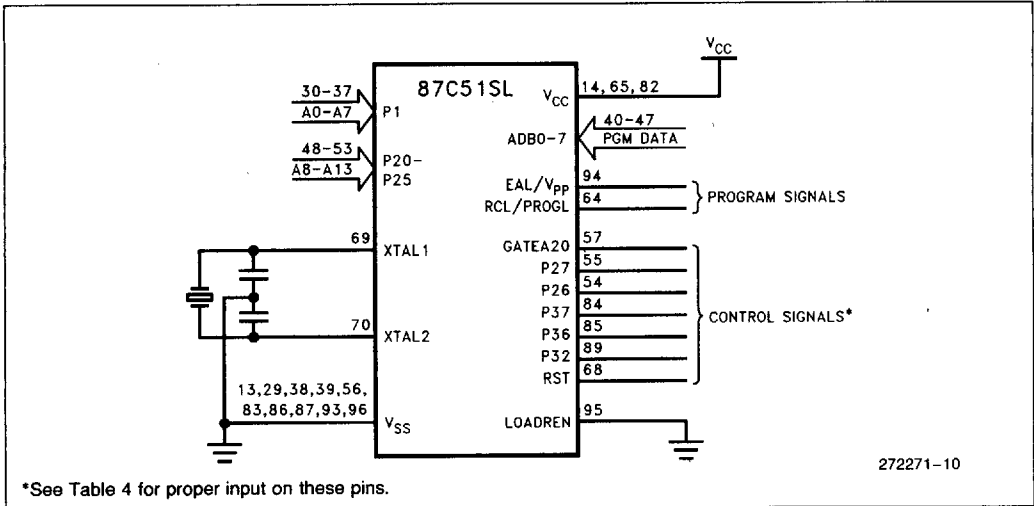 87C51SL
VCC
14, 65, 82
VCC
30-37
A0-A7
P1
40-47
PGM DATA
ADB0-7
48-53
A8-A13
P20-
P25
EAL/VPP
94
RCL/PROGL
64
PROGRAM SIGNALS
69
XTAL1
GATEA20
57
P27
55
P26
54
P37
84
CONTROL SIGNALS*
70
XTAL2
P36
85
P32
89
RST
68
13,29,38,39,56,
83,86,87,93,96
VSS
LOADREN
95
272271-10
*See Table 4 for proper input on these pins.